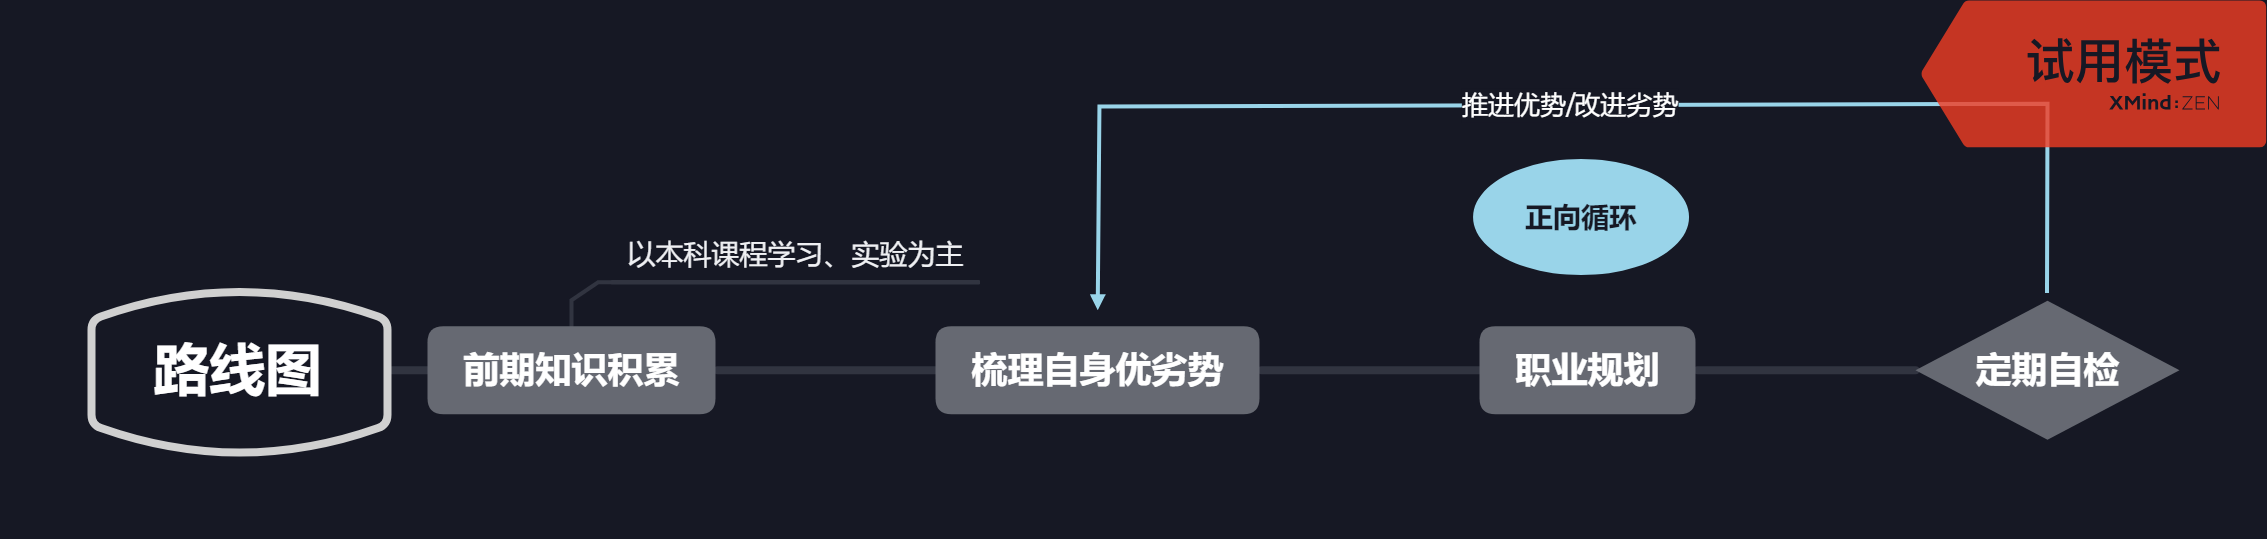 试用模式
XMind:ZEN
推进优势/改进劣势
正向循环
以本科课程学习、实验为主
路线图
前期知识积累
梳理自身优劣势
职业规划
定期自检